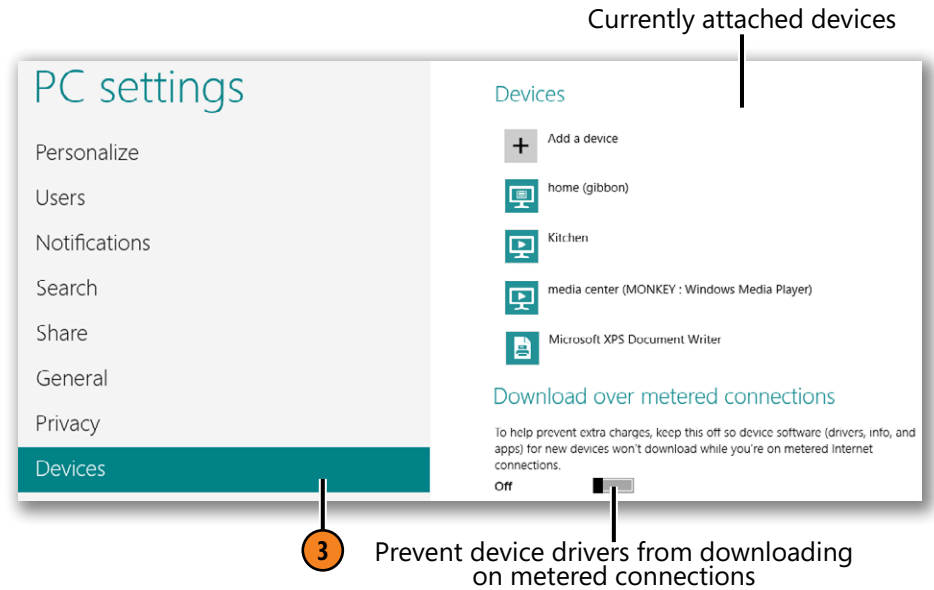 Currently attached devices
PC settings
Personalize
Users
Notifications
Search
Share
General
Privacy
Devices
Devices
Add a device
home (gibbon)
Kitchen
media center (MONKEY : Windows Media Player)
Microsoft XPS Document Writer
Download over metered connections
To help prevent extra charges, keep this off so device software (drivers, info, and
apps) for new devices won't download while you're on metered Internet
connections.
Off
3
Prevent device drivers from downloading
on metered connections